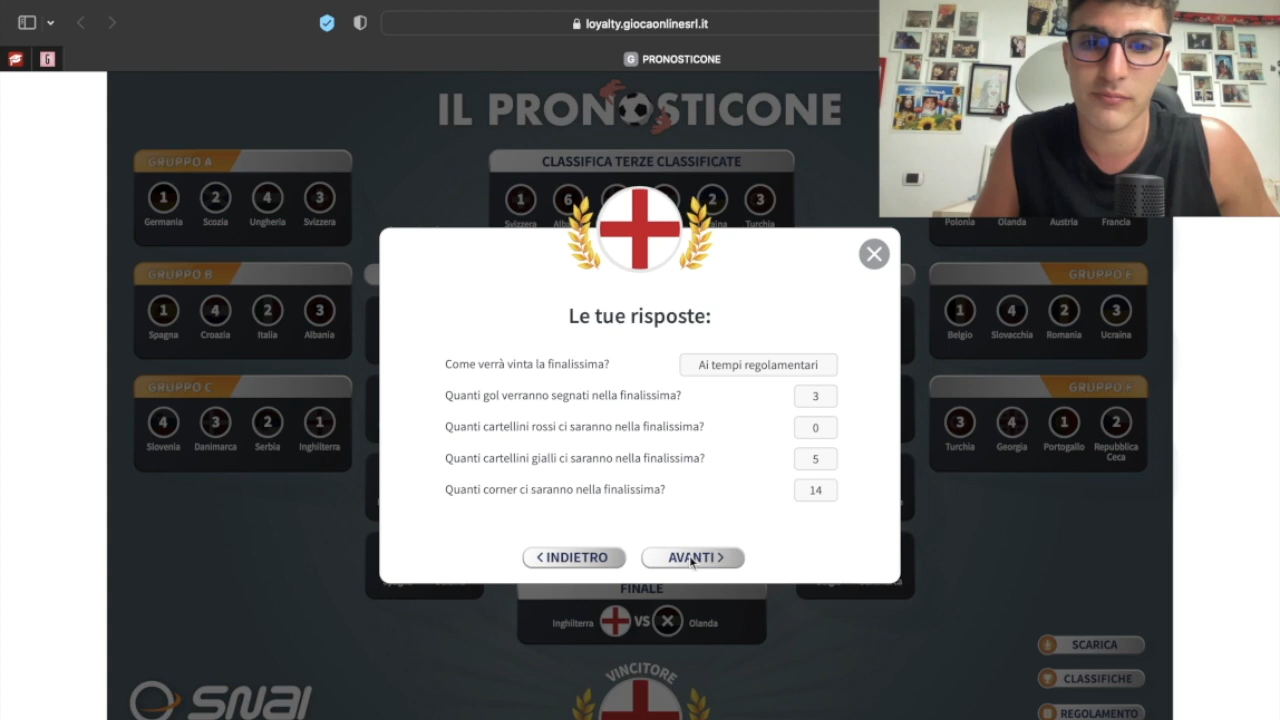 loyalty.giocaonlinesrl.it
G
G PRONOSTICONE
IL PRONOSTICONE
GRUPPO A
1 2 4 3
Germania Scozia Ungheria Svizzera
CLASSIFICA TERZE CLASSIFICATE
1 6 2 3
Svizzera Turchia
Polonia Olanda Austria Francia
GRUPPO B
1 4 2 3
Spagna Croazia Italia Albania
1 4 2 3
Belgio Slovacchia Romania Ucraina
GRUPPO C
4 3 2 1
Slovenia Danimarca Serbia Inghilterra
GRUPPO F
3 4 1 2
Turchia Georgia Portogallo Repubblica Ceca
Le tue risposte:
Come verrà vinta la finalissima? Ai tempi regolamentari
Quanti gol verranno segnati nella finalissima? 3
Quanti cartellini rossi ci saranno nella finalissima? 0
Quanti cartellini gialli ci saranno nella finalissima? 5
Quanti corner ci saranno nella finalissima? 14
< INDIETRO AVANTI >
FINALE
Inghilterra VS Olanda
VINCITORE
SNAI
SCARICA
CLASSIFICHE
REGOLAMENTO